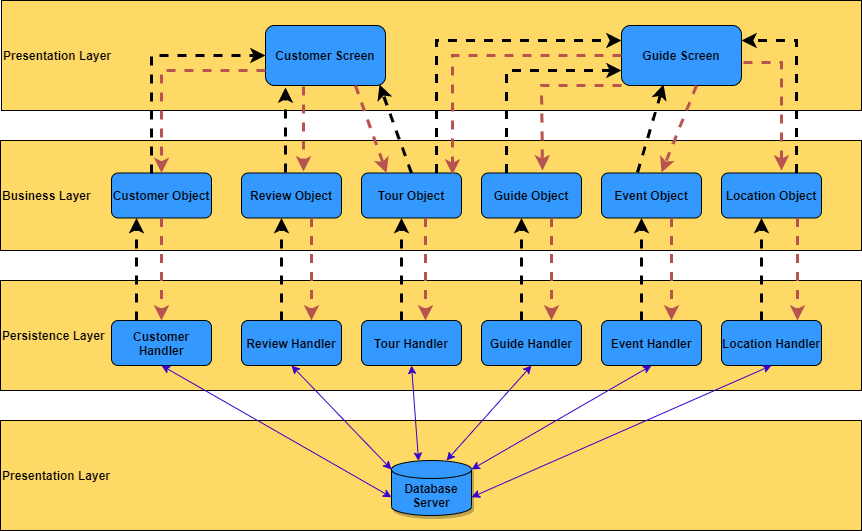 Presentation Layer
Customer Screen
Guide Screen
Business Layer
Customer Object
Review Object
Tour Object
Guide Object
Event Object
Location Object
Persistence Layer
Customer
Handler
Review Handler
Tour Handler
Guide Handler
Event Handler
Location Handler
Presentation Layer
Database
Server